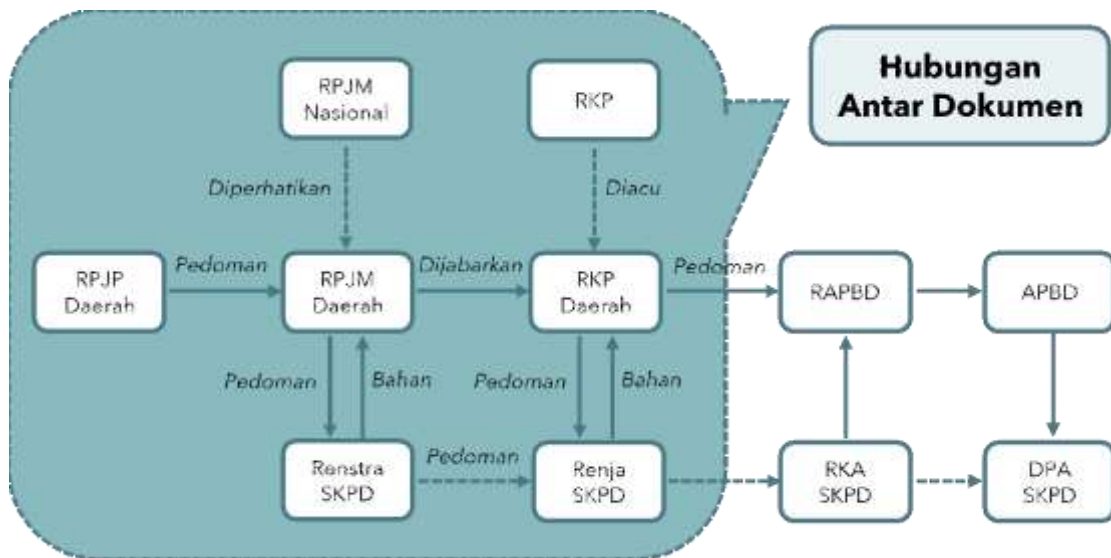 Hubungan
Antar Dokumen
RPJM
Nasional
RKP
Diperhatikan
Diacu
RPJP
Daerah
Pedoman
RPJM
Daerah
Dijabarkan
RKP
Daerah
Pedoman
RAPBD
APBD
Pedoman
Bahan
Pedoman
Bahan
Renstra
SKPD
Pedoman
Renja
SKPD
RKA
SKPD
DPA
SKPD